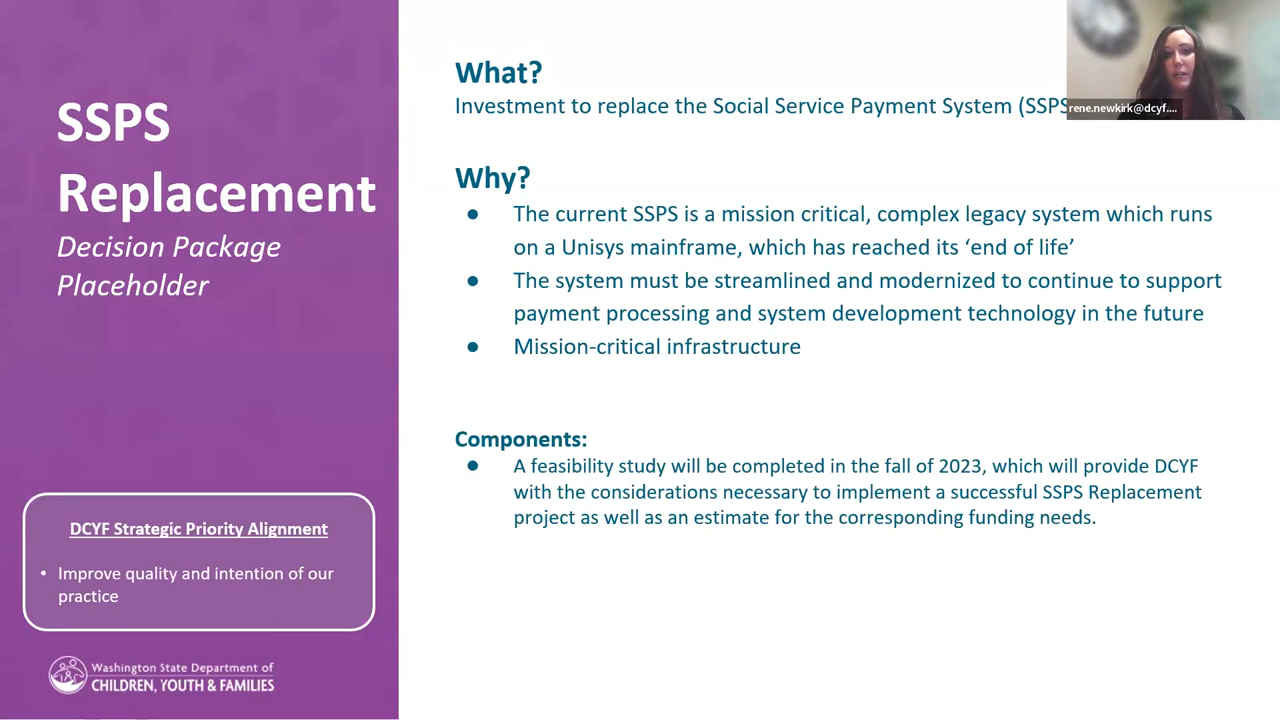 SSPS
Replacement
Decision Package
Placeholder
DCYF Strategic Priority Alignment
• Improve quality and intention of our
practice
Washington State Department of
CHILDREN, YOUTH & FAMILIES
What?
Investment to replace the Social Service Payment System (SSPS
rene.newkirk@dcyf....
Why?
● The current SSPS is a mission critical, complex legacy system which runs
on a Unisys mainframe, which has reached its ‘end of life’
● The system must be streamlined and modernized to continue to support
payment processing and system development technology in the future
● Mission-critical infrastructure
Components:
● A feasibility study will be completed in the fall of 2023, which will provide DCYF
with the considerations necessary to implement a successful SSPS Replacement
project as well as an estimate for the corresponding funding needs.